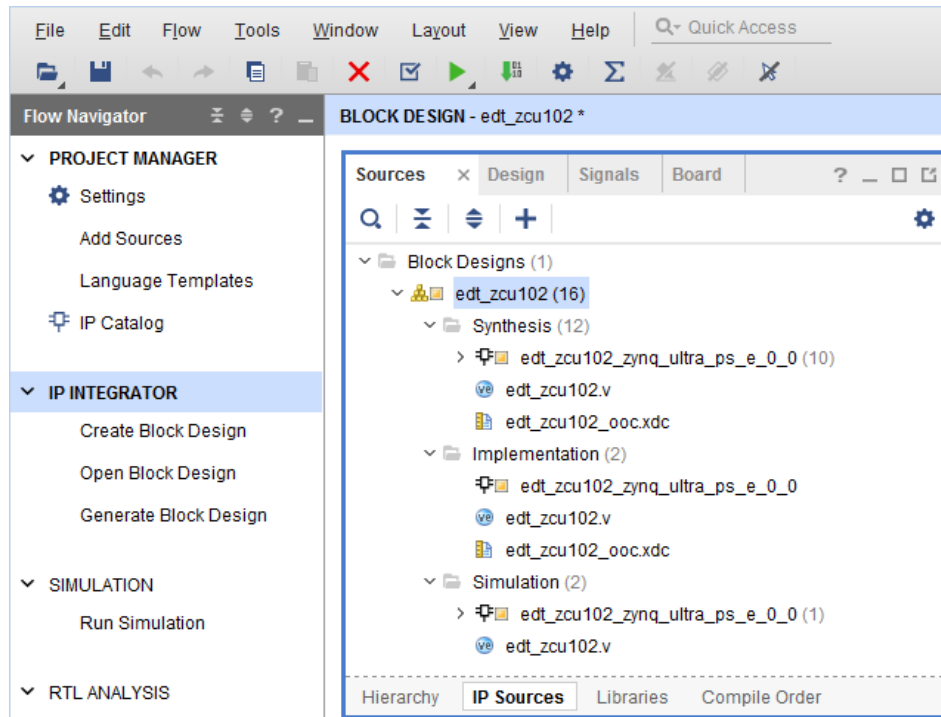 File Edit Flow Tools Window Layout View Help Quick Access
Flow Navigator ? BLOCK DESIGN - edt_zcu102 *
PROJECT MANAGER
Settings
Add Sources
Language Templates
IP Catalog
IP INTEGRATOR
Create Block Design
Open Block Design
Generate Block Design
SIMULATION
Run Simulation
RTL ANALYSIS
Sources Design Signals Board ?
Block Designs (1)
edt_zcu102 (16)
Synthesis (12)
edt_zcu102_zynq_ultra_ps_e_0_0 (10)
edt_zcu102.v
edt_zcu102_ooc.xdc
Implementation (2)
edt_zcu102_zynq_ultra_ps_e_0_0
edt_zcu102.v
edt_zcu102_ooc.xdc
Simulation (2)
edt_zcu102_zynq_ultra_ps_e_0_0 (1)
edt_zcu102.v
Hierarchy IP Sources Libraries Compile Order